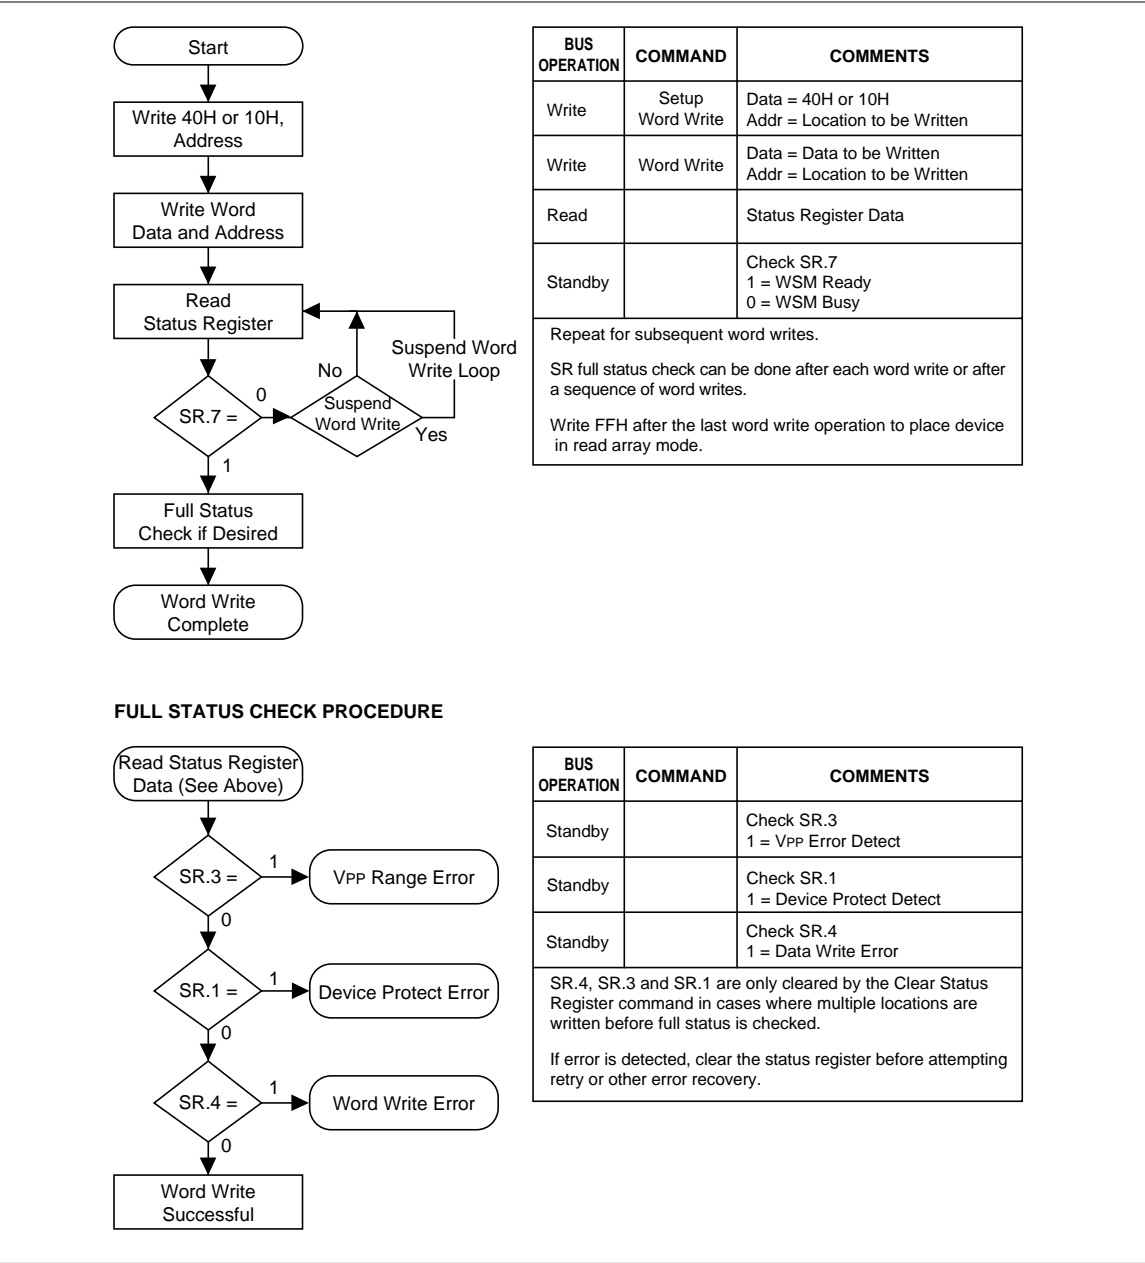 Start
Write 40H or 10H,
Address
Write Word
Data and Address
Read
Status Register
SR.7 =
0
1
Suspend
Word Write
No
Yes
Suspend Word
Write Loop
Full Status
Check if Desired
Word Write
Complete
BUS
OPERATION
COMMAND
COMMENTS
Write
Setup
Word Write
Data = 40H or 10H
Addr = Location to be Written
Write
Word Write
Data = Data to be Written
Addr = Location to be Written
Read
Status Register Data
Standby
Check SR.7
1 = WSM Ready
0 = WSM Busy
Repeat for subsequent word writes.
SR full status check can be done after each word write or after
a sequence of word writes.
Write FFH after the last word write operation to place device
in read array mode.
FULL STATUS CHECK PROCEDURE
Read Status Register
Data (See Above)
SR.3 =
1
VPP Range Error
0
SR.1 =
1
Device Protect Error
0
SR.4 =
1
Word Write Error
0
Word Write
Successful
BUS
OPERATION
COMMAND
COMMENTS
Standby
Check SR.3
1 = VPP Error Detect
Standby
Check SR.1
1 = Device Protect Detect
Standby
Check SR.4
1 = Data Write Error
SR.4, SR.3 and SR.1 are only cleared by the Clear Status
Register command in cases where multiple locations are
written before full status is checked.
If error is detected, clear the status register before attempting
retry or other error recovery.